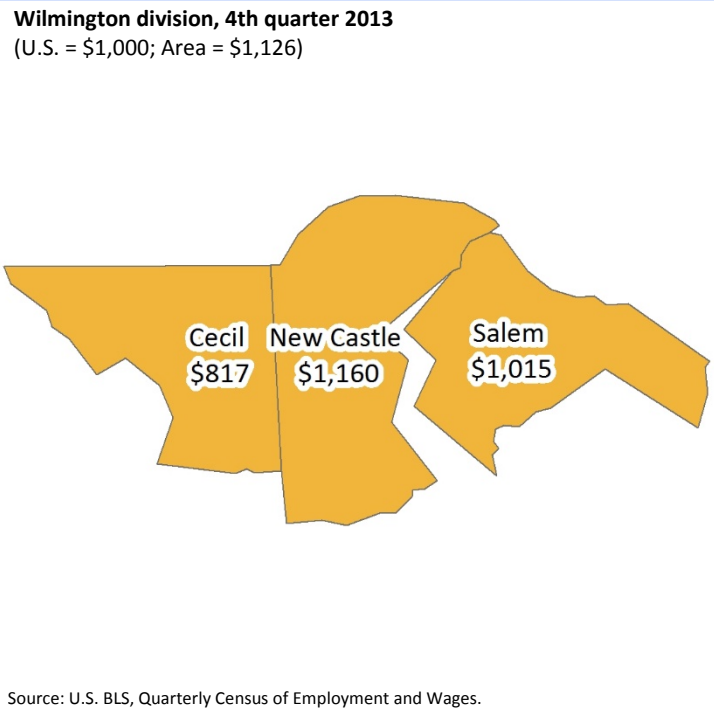 Wilmington division, 4th quarter 2013
(U.S. = $1,000; Area = $1,126)
Cecil
$817
New Castle
$1,160
Salem
$1,015
Source: U.S. BLS, Quarterly Census of Employment and Wages.